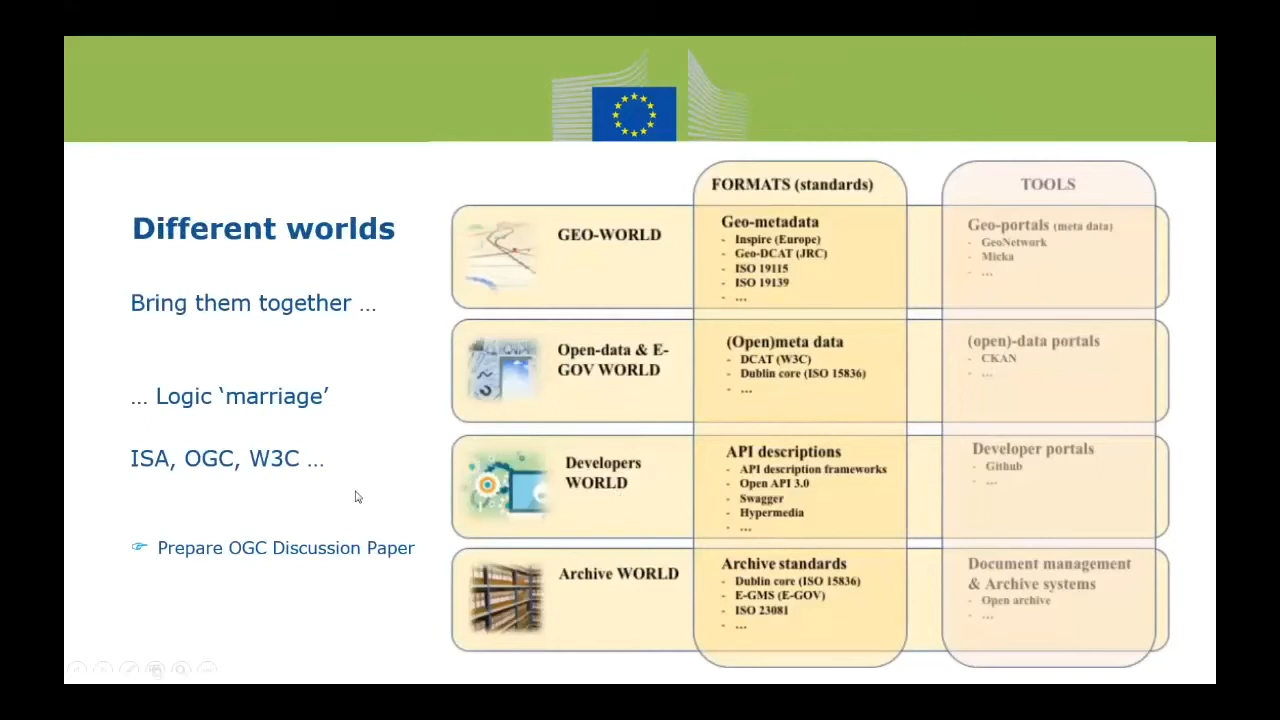 Different worlds
Bring them together ...
... Logic ‘marriage’
ISA, OGC, W3C ...
Prepare OGC Discussion Paper
FORMATS (standards)
TOOLS
GEO-WORLD
Geo-metadata
- Inspire (Europe)
- Geo-DCAT (JRC)
- ISO 19115
- ISO 19139
- ...
Geo-portals (meta data)
- GeoNetwork
- Micka
- ...
Open-data & E-
GOV WORLD
(Open)meta data
- DCAT (W3C)
- Dublin core (ISO 15836)
- ...
(open)-data portals
- CKAN
- ...
Developers
WORLD
API descriptions
- API description frameworks
- Open API 3.0
- Swagger
- Hypermedia
- ...
Developer portals
- Github
- ...
Archive WORLD
Archive standards
- Dublin core (ISO 15836)
- E-GMS (E-GOV)
- ISO 23081
- ...
Document management
& Archive systems
- Open archive
- ...